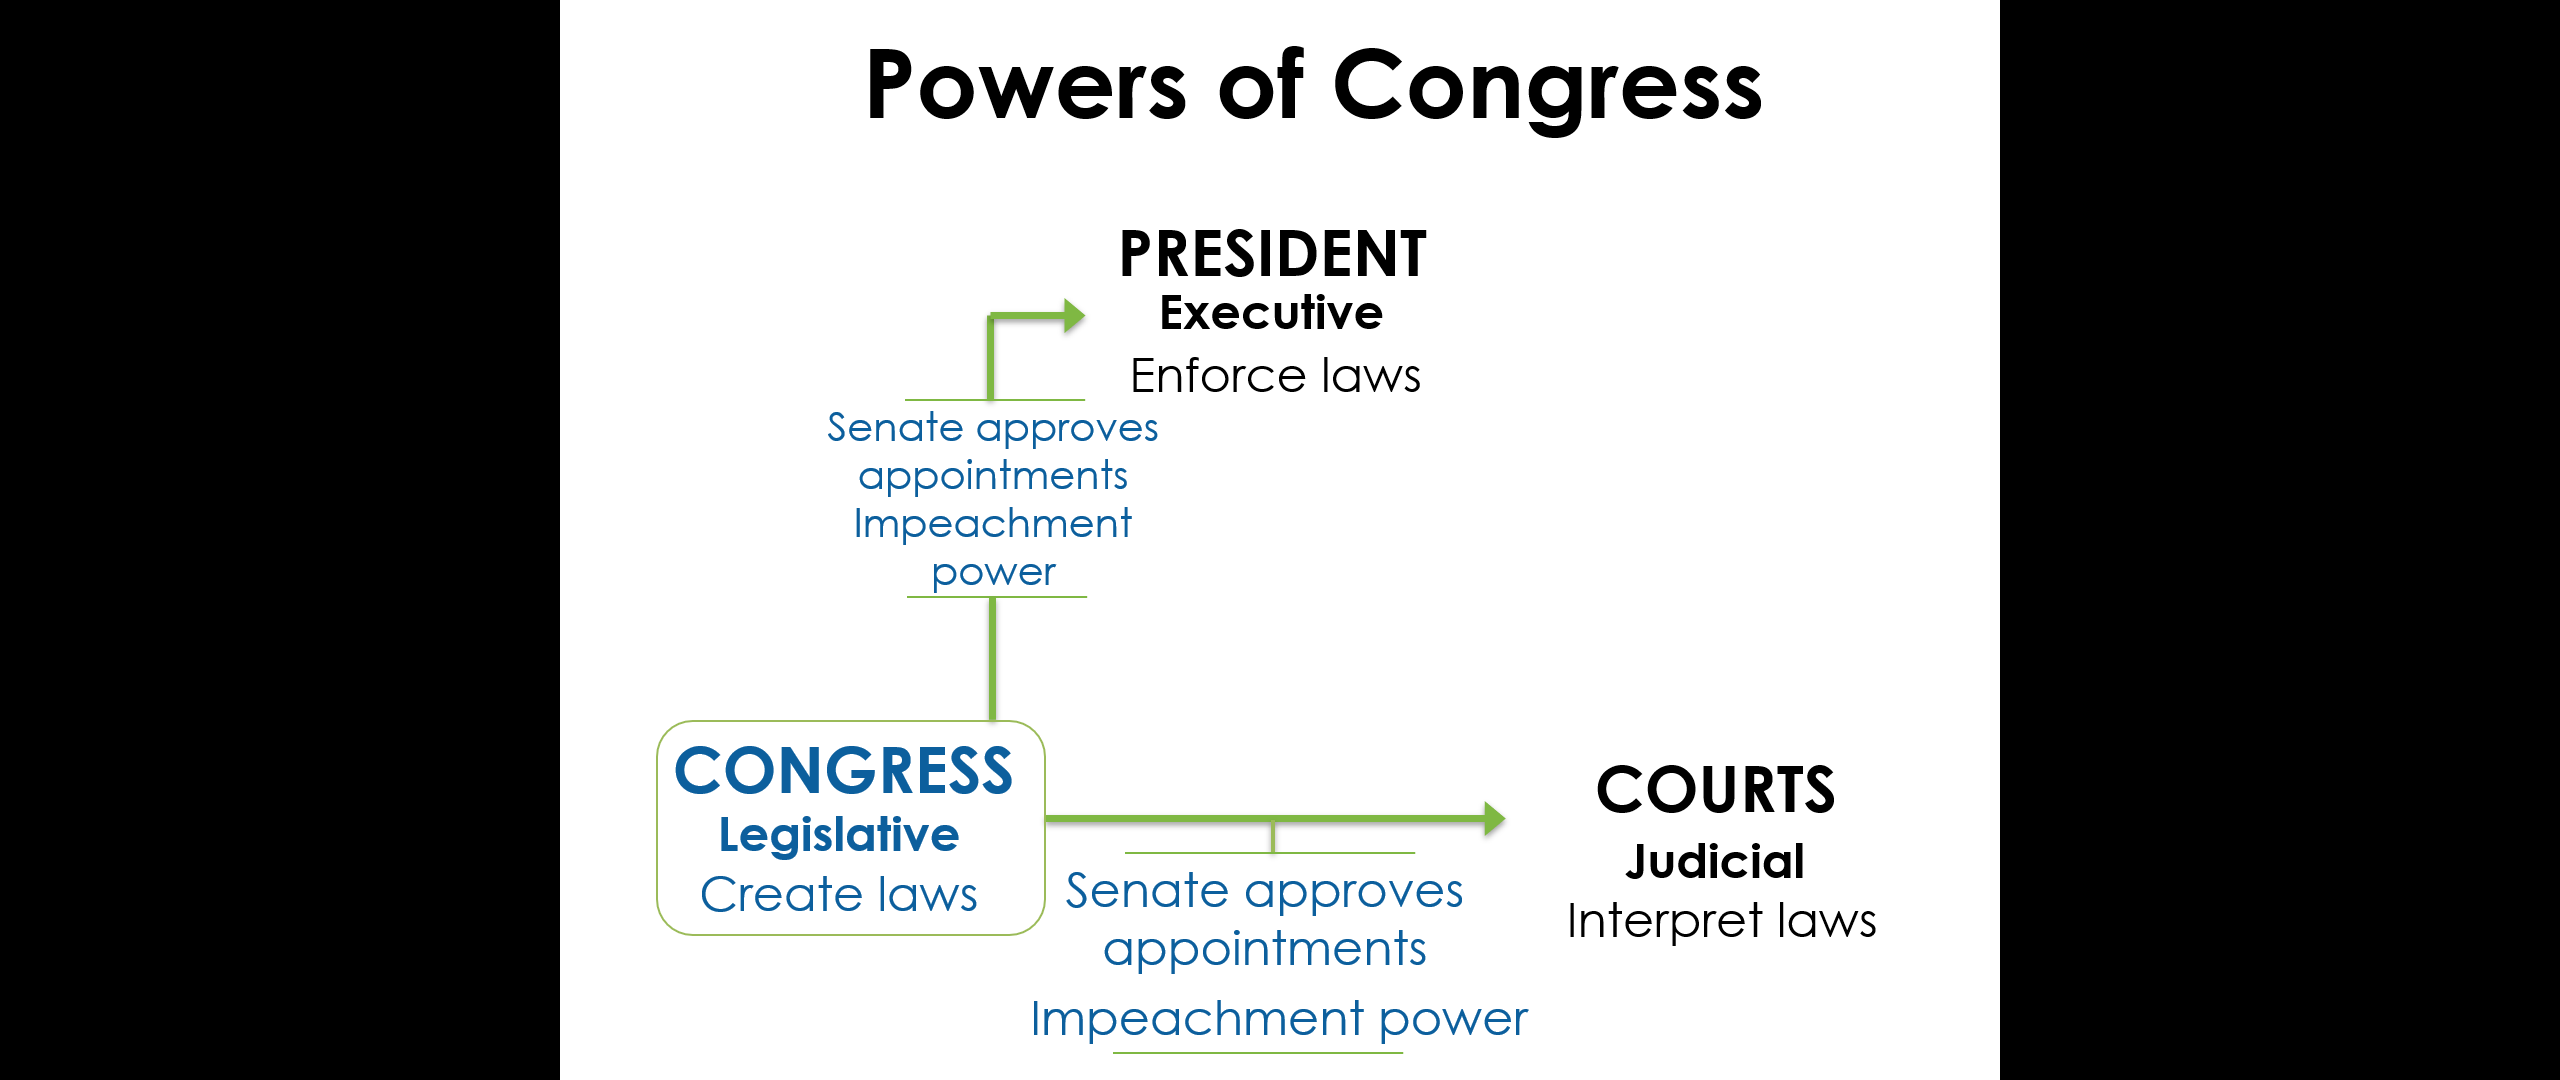 Powers of Congress
PRESIDENT
Executive
Enforce laws
Senate approves
appointments
Impeachment
power
CONGRESS
Legislative
Create laws
Senate approves
appointments
Impeachment power
COURTS
Judicial
Interpret laws